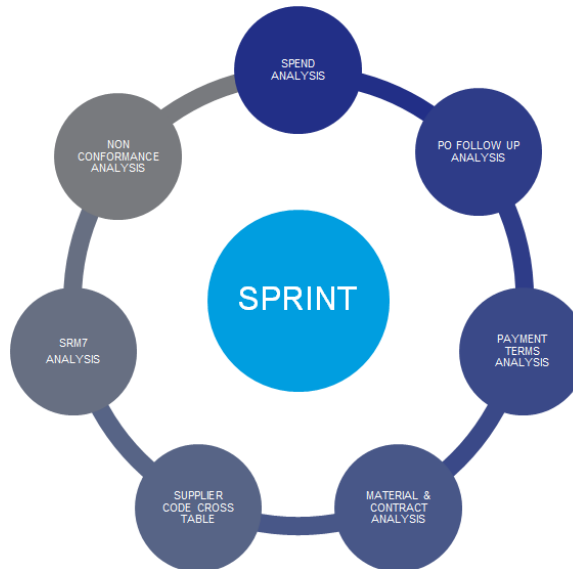 SPEND
ANALYSIS
PO FOLLOW UP
ANALYSIS
PAYMENT
TERMS
ANALYSIS
MATERIAL &
CONTRACT
ANALYSIS
SUPPLIER
CODE CROSS
TABLE
SRM7
ANALYSIS
NON
CONFORMANCE
ANALYSIS
SPRINT